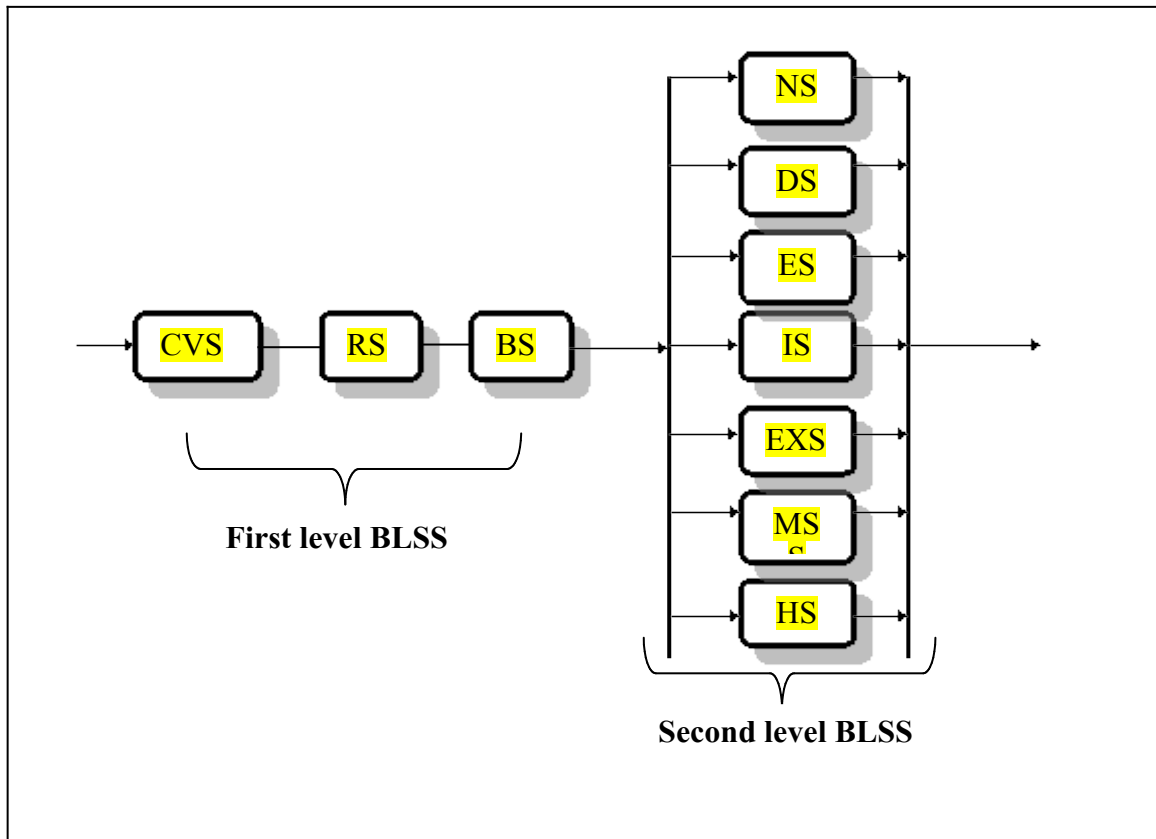 NS
DS
ES
CVS
RS
BS
IS
EXS
First level BLSS
MS
S
HS
Second level BLSS